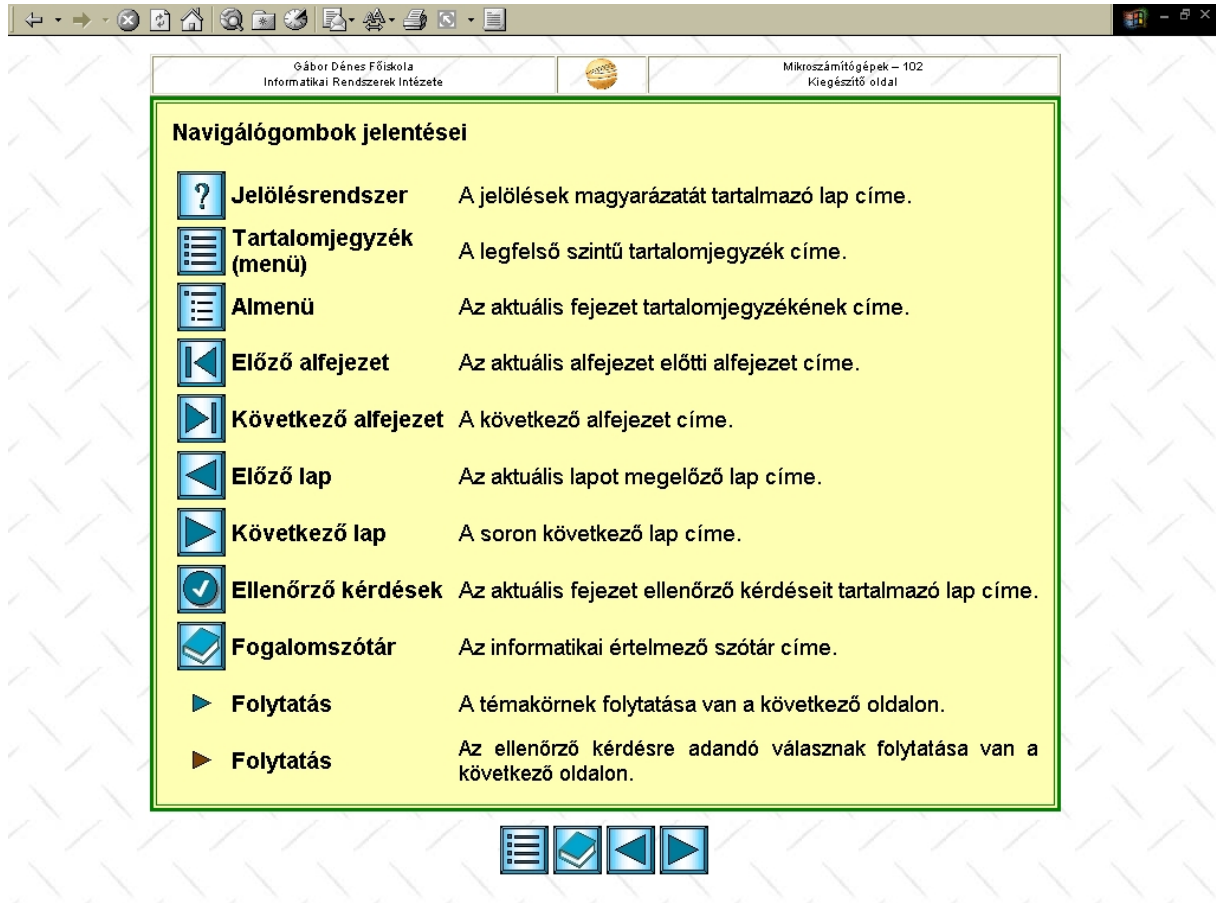 Gábor Dénes Főiskola
Informatikai Rendszerek Intézete
Mikroszámítógépek – 102
Kiegészítő oldal
Navigálógombok jelentései
? Jelölésrendszer A jelölések magyarázatát tartalmazó lap címe.
Tartalomjegyzék
(menü)
A legfelső szintű tartalomjegyzék címe.
Almenü Az aktuális fejezet tartalomjegyzékének címe.
Előző alfejezet Az aktuális alfejezet előtti alfejezet címe.
Következő alfejezet A következő alfejezet címe.
Előző lap Az aktuális lapot megelőző lap címe.
Következő lap A soron következő lap címe.
Ellenőrző kérdések Az aktuális fejezet ellenőrző kérdéseit tartalmazó lap címe.
Fogalomszótár Az informatikai értelmező szótár címe.
Folytatás A témakörnek folytatása van a következő oldalon.
Folytatás Az ellenőrző kérdésre adandó válasznak folytatása van a
következő oldalon.